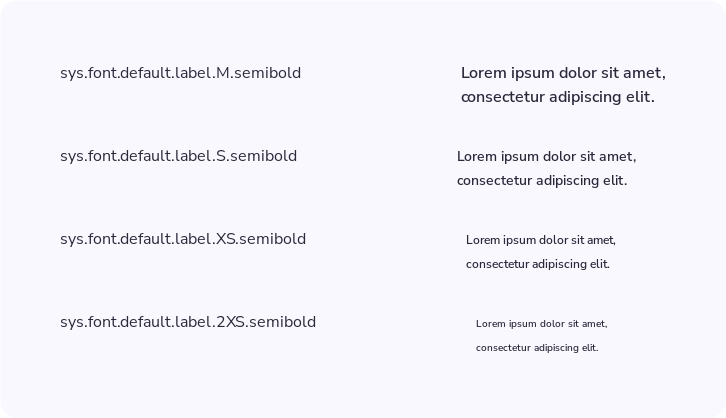 sys.font.default.label.M.semibold
Lorem ipsum dolor sit amet,
consectetur adipiscing elit.
sys.font.default.label.S.semibold
Lorem ipsum dolor sit amet,
consectetur adipiscing elit.
sys.font.default.label.XS.semibold
Lorem ipsum dolor sit amet,
consectetur adipiscing elit.
sys.font.default.label.2XS.semibold
Lorem ipsum dolor sit amet,
consectetur adipiscing elit.